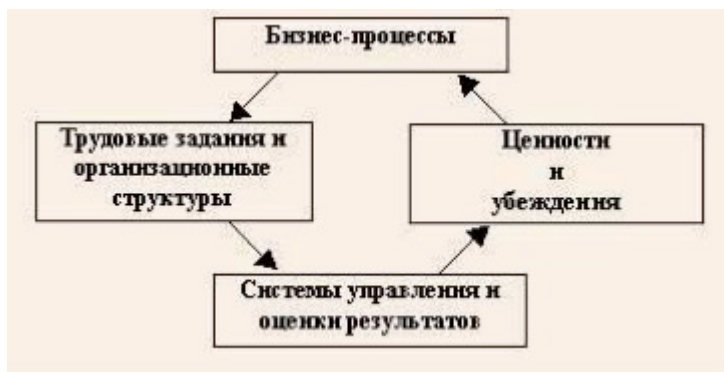 Бизнес-процессы
Трудовые задания и
организационные
структуры
Ценности
и
убеждения
Системы управления и
оценки результатов